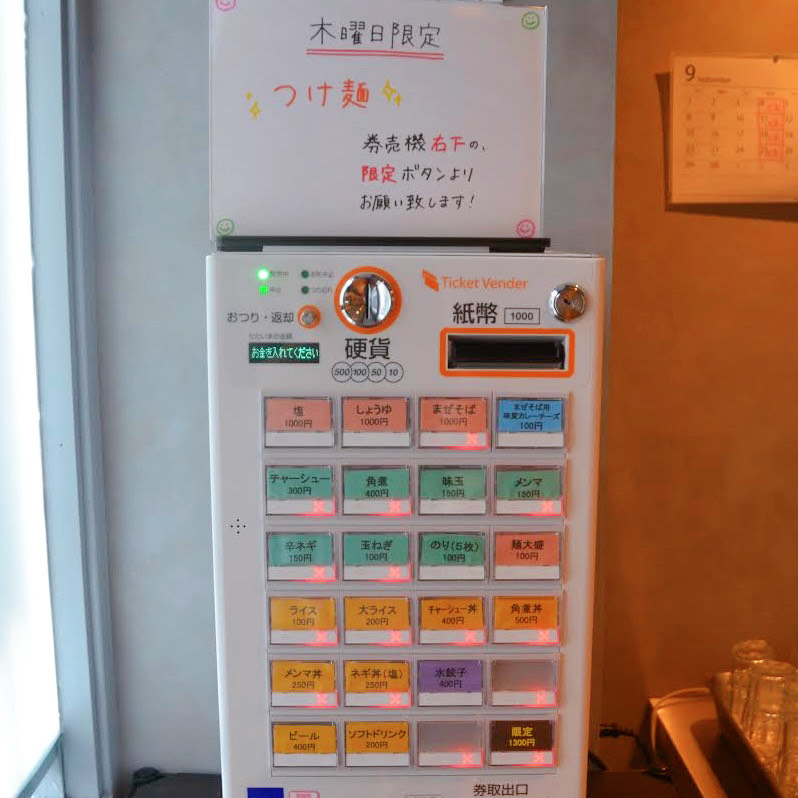 木曜日限定
つけ麺
券売機右下の、
限定ボタンより
お願い致します!
9 September
Ticket Vender
おつり・返却
お金を入れてください
硬貨
500 100 50 10
紙幣 1000
塩
1000円
しょうゆ
1000円
まぜそば
1000円
まぜそば用
味変カレーチーズ
100円
チャーシュー
300円
角煮
400円
味玉
150円
メンマ
150円
辛ネギ
150円
玉ねぎ
100円
のり(5枚)
100円
麺大盛
100円
ライス
100円
大ライス
200円
チャーシュー丼
400円
角煮丼
500円
メンマ丼
250円
ネギ丼(塩)
250円
水餃子
400円
ビール
400円
ソフトドリンク
200円
限定
1300円
券取出口